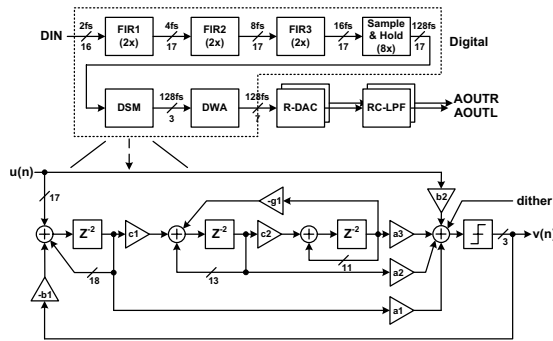 DIN
2fs
16
FIR1
(2x)
4fs
17
FIR2
(2x)
8fs
17
FIR3
(2x)
16fs
17
Sample
& Hold
(8x)
128fs
17
Digital
DSM
128fs
3
DWA
128fs
7
R-DAC
RC-LPF
AOUTR
AOUTL
u(n)
17
b2
dither
-g1
Z-2
c1
Z-2
c2
Z-2
a3
3
v(n)
18
13
11
a2
-b1
a1